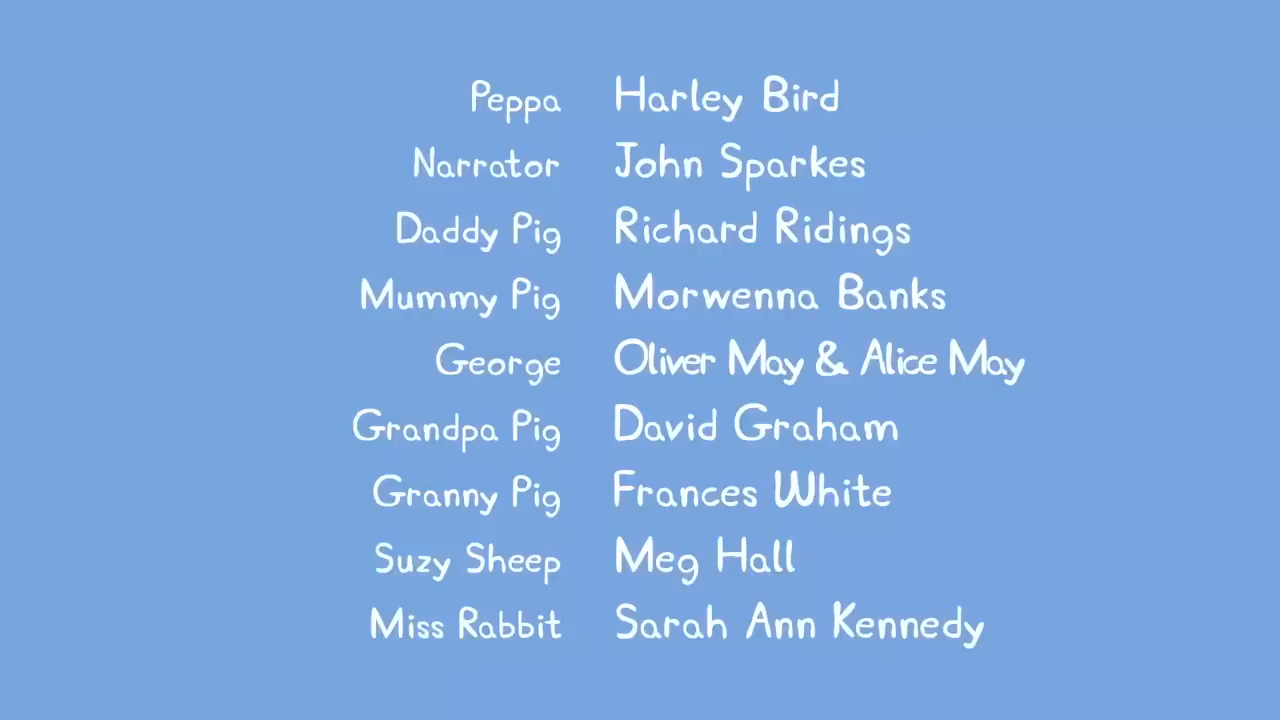 Peppa Harley Bird
Narrator John Sparkes
Daddy Pig Richard Ridings
Mummy Pig Morwenna Banks
George Oliver May & Alice May
Grandpa Pig David Graham
Granny Pig Frances White
Suzy Sheep Meg Hall
Miss Rabbit Sarah Ann Kennedy